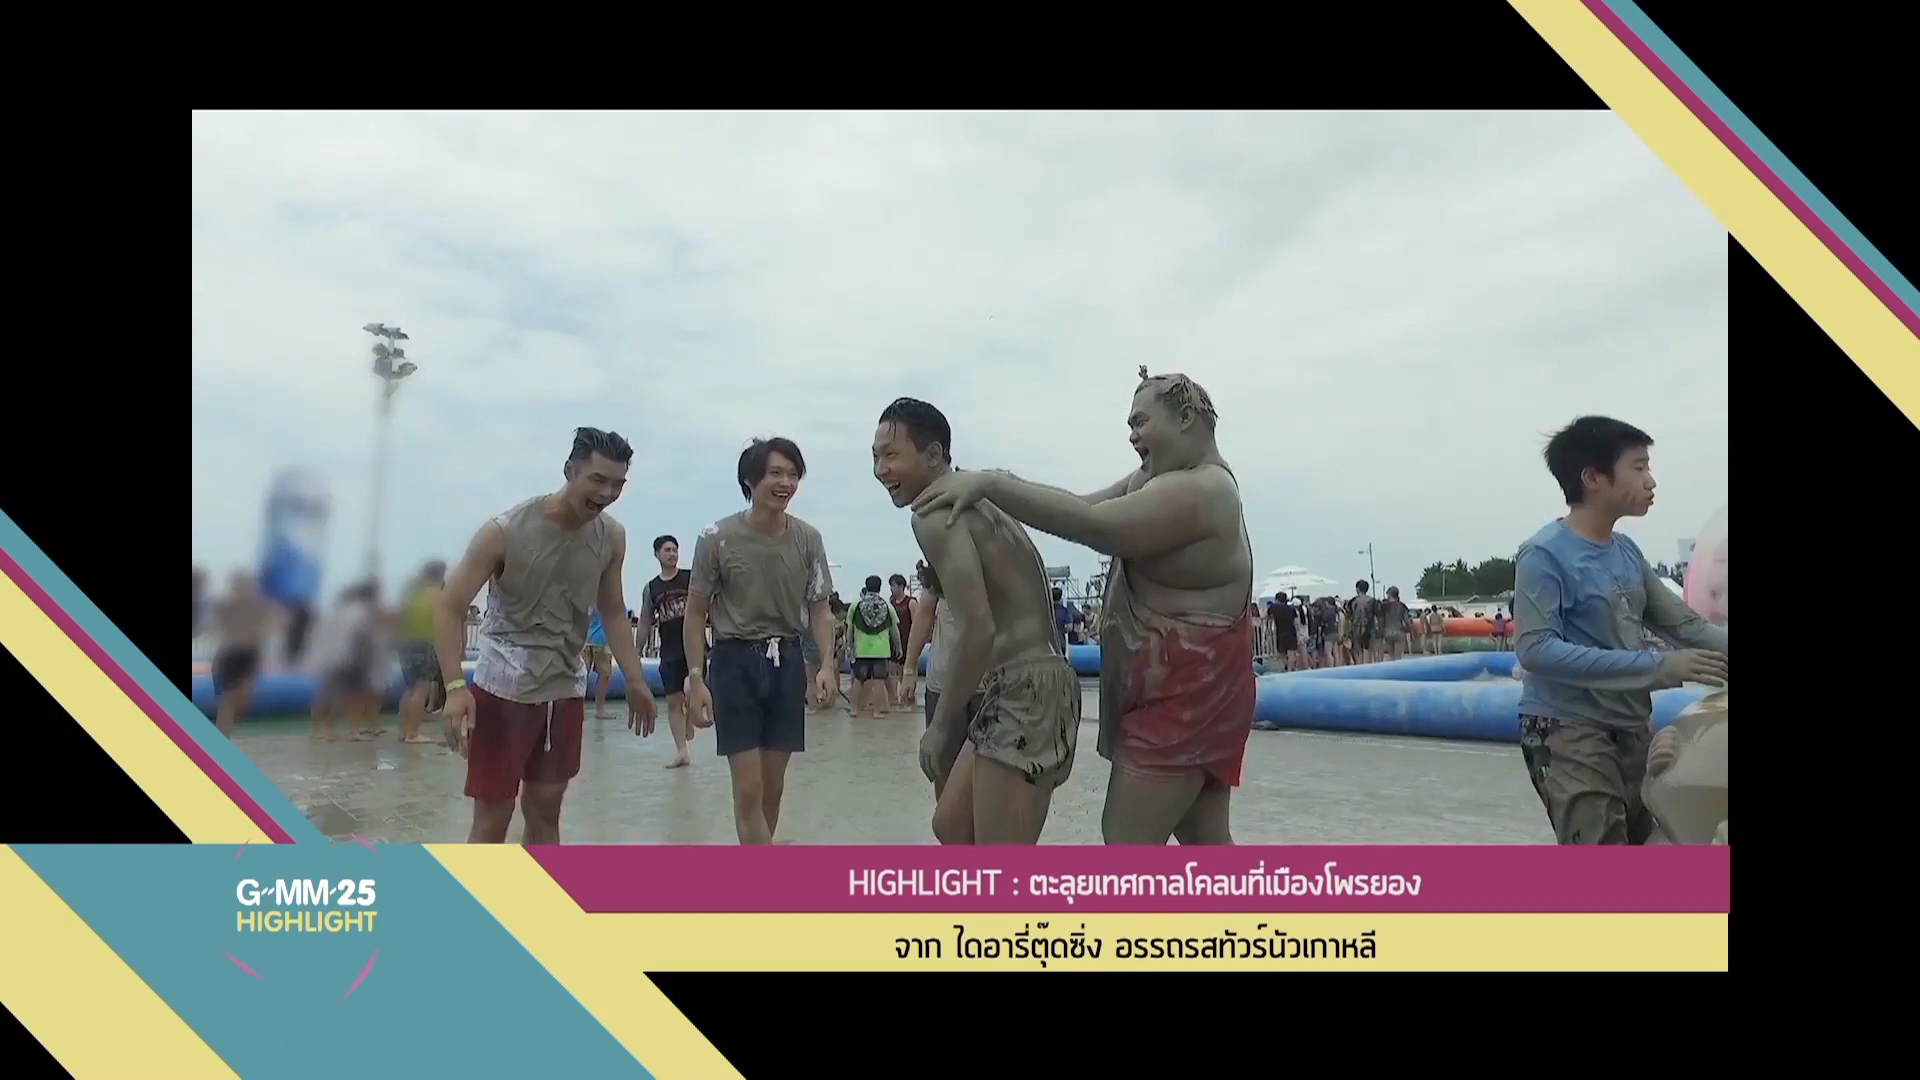 G-MM-25
HIGHLIGHT
HIGHLIGHT : ตะลุยเทศกาลโคลนที่เมืองโพรยอง
จาก ไดอารี่ตุ๊ดซิ่ง อรรถรสทัวร์นัวเกาหลี